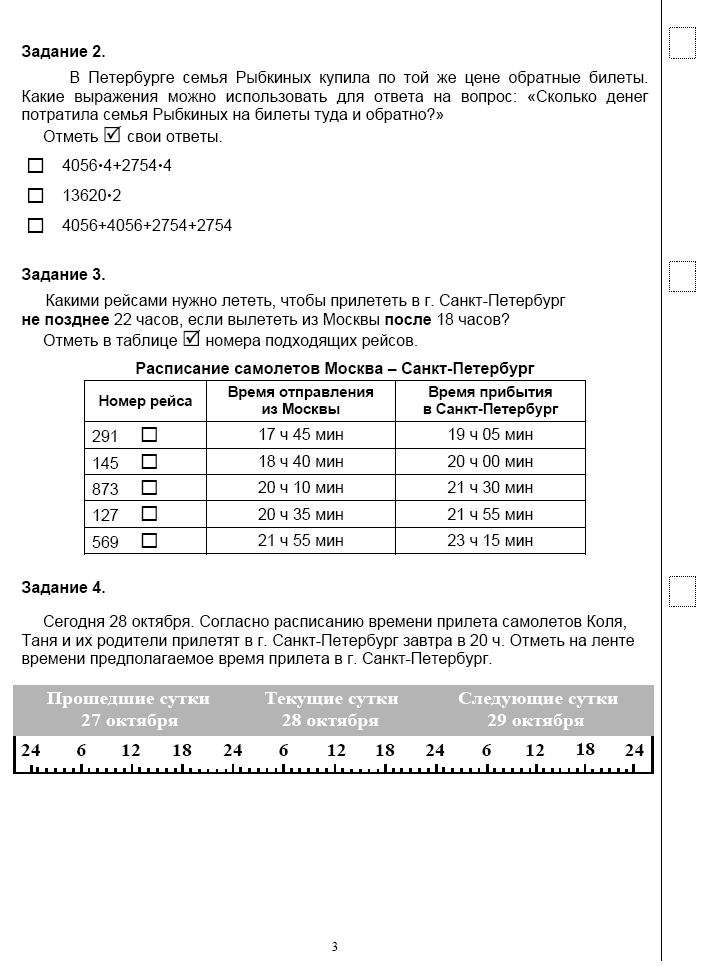 Задание 2.
В Петербурге семья Рыбкиных купила по той же цене обратные билеты.
Какие выражения можно использовать для ответа на вопрос: «Сколько денег
потратила семья Рыбкиных на билеты туда и обратно?»
Отметь ☑ свои ответы.
☐ 4056•4+2754•4
☐ 13620•2
☐ 4056+4056+2754+2754
Задание 3.
Какими рейсами нужно лететь, чтобы прилететь в г. Санкт-Петербург
не позднее 22 часов, если вылететь из Москвы после 18 часов?
Отметь в таблице ☑ номера подходящих рейсов.
Расписание самолетов Москва – Санкт-Петербург
Номер рейса Время отправления Время прибытия
из Москвы в Санкт-Петербург
291 ☐ 17 ч 45 мин 19 ч 05 мин
145 ☐ 18 ч 40 мин 20 ч 00 мин
873 ☐ 20 ч 10 мин 21 ч 30 мин
127 ☐ 20 ч 35 мин 21 ч 55 мин
569 ☐ 21 ч 55 мин 23 ч 15 мин
Задание 4.
Сегодня 28 октября. Согласно расписанию времени прилета самолетов Коля,
Таня и их родители прилетят в г. Санкт-Петербург завтра в 20 ч. Отметь на ленте
времени предполагаемое время прилета в г. Санкт-Петербург.
Прошедшие сутки Текущие сутки Следующие сутки
27 октября 28 октября 29 октября
24 6 12 18 24 6 12 18 24 6 12 18 24
3